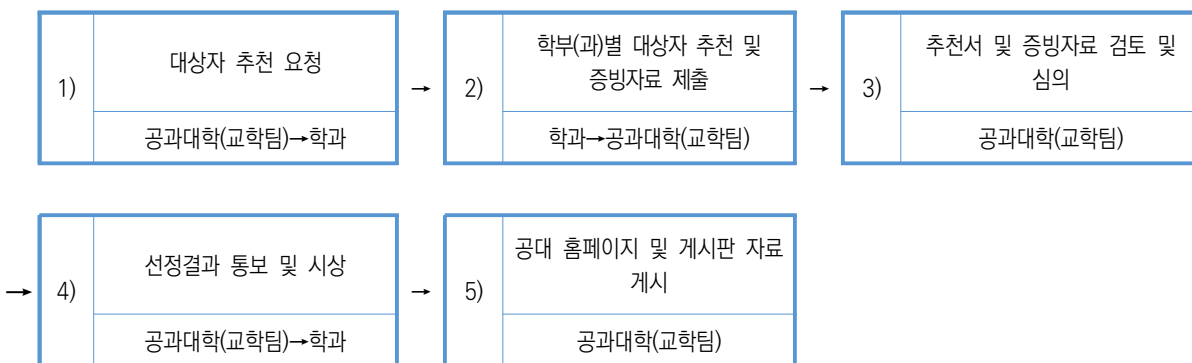 1)
대상자 추천 요청
공과대학(교학팀)→학과
→
2)
학부(과)별 대상자 추천 및
증빙자료 제출
학과→공과대학(교학팀)
→
3)
추천서 및 증빙자료 검토 및
심의
공과대학(교학팀)
→
4)
선정결과 통보 및 시상
공과대학(교학팀)→학과
→
5)
공대 홈페이지 및 게시판 자료
게시
공과대학(교학팀)